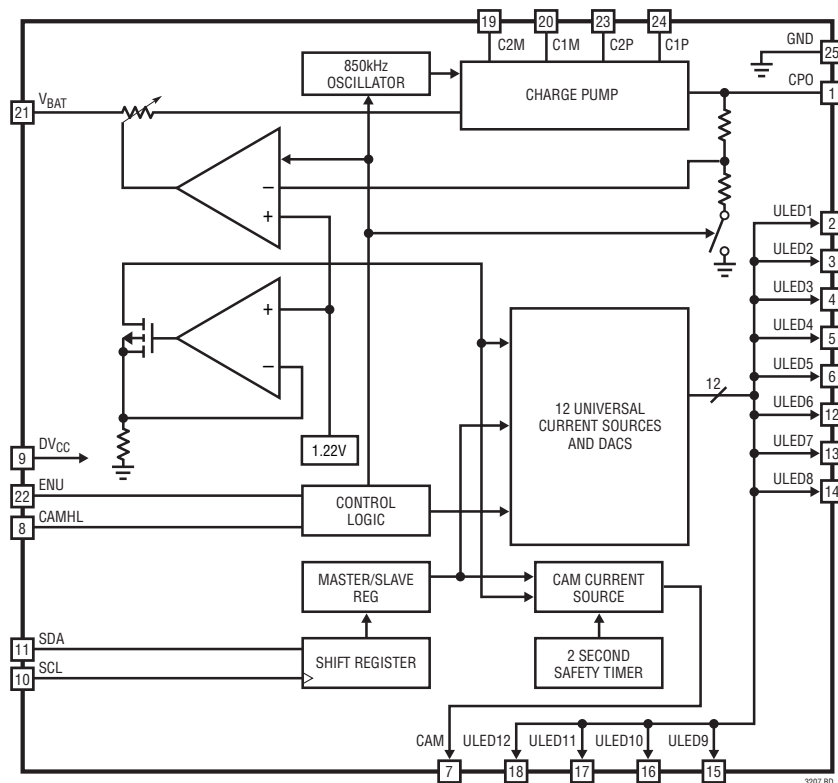 19
20
23
24
C2M
C1M
C2P
C1P
GND
25
850kHz
OSCILLATOR
CHARGE PUMP
CPO
1
21
VBAT
–
+
ULED1
2
ULED2
3
ULED3
4
ULED4
5
ULED5
6
ULED6
12
ULED7
13
ULED8
14
+
–
12 UNIVERSAL
CURRENT SOURCES
AND DACS
12
1.22V
9
DVCC
22
ENU
8
CAMHL
CONTROL
LOGIC
MASTER/SLAVE
REG
CAM CURRENT
SOURCE
11
SDA
10
SCL
SHIFT REGISTER
2 SECOND
SAFETY TIMER
CAM
ULED12
ULED11
ULED10
ULED9
7
18
17
16
15
3207 BD